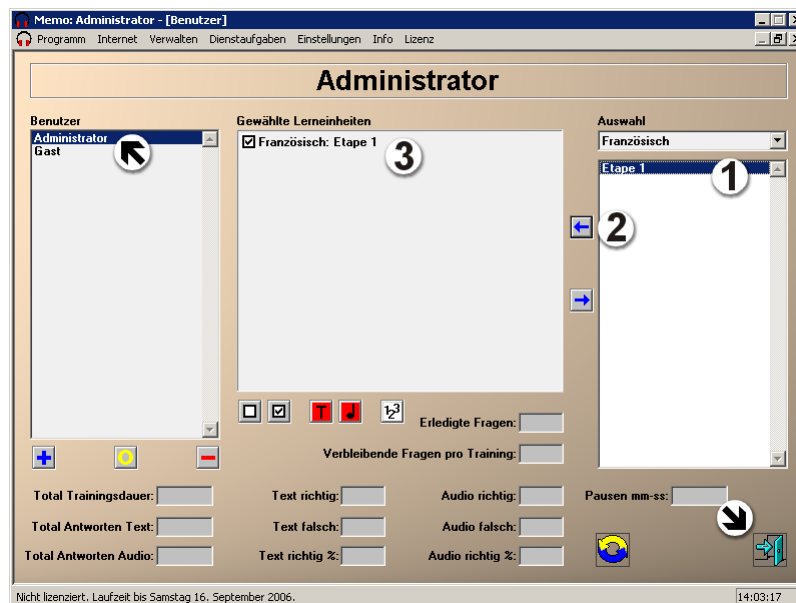 Memo: Administrator - [Benutzer]
Programm Internet Verwalten Dienstaufgaben Einstellungen Info Lizenz
Administrator
Benutzer
Gewählte Lerneinheiten
Auswahl
Administrator
Gast
Französisch: Etape 1
3
Französisch
Etape 1
1
2
T
123
Erledigte Fragen:
Verbleibende Fragen pro Training:
Total Trainingsdauer:
Text richtig:
Audio richtig:
Pausen mm-ss:
Total Antworten Text:
Text falsch:
Audio falsch:
Total Antworten Audio:
Text richtig %:
Audio richtig %:
Nicht lizenziert. Laufzeit bis Samstag 16. September 2006.
14:03:17